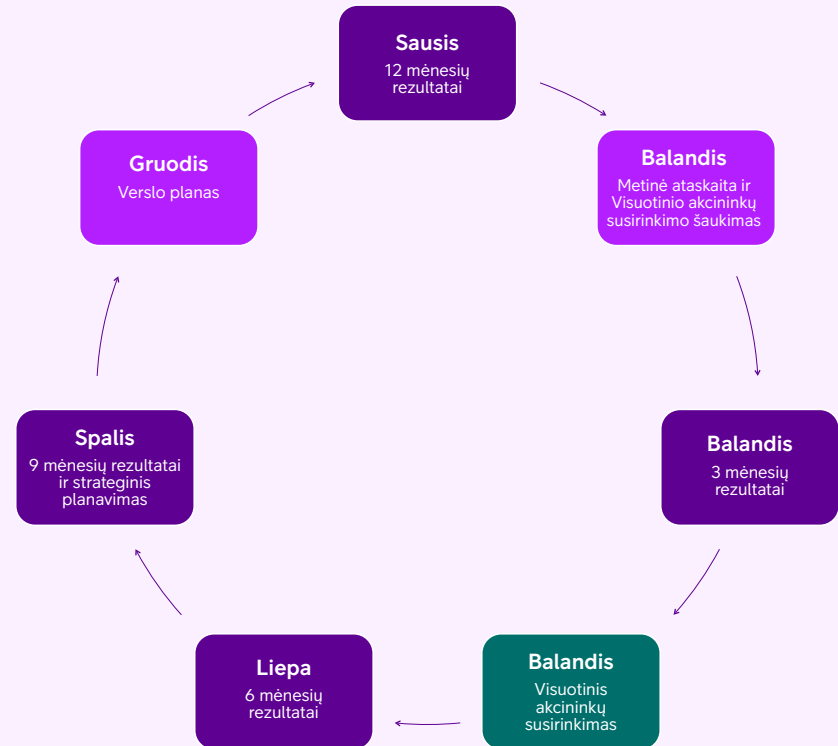 Sausis
12 mėnesių
rezultatai
Balandis
Metinė ataskaita ir
Visuotinio akcininkų
susirinkimo šaukimas
Balandis
3 mėnesių
rezultatai
Balandis
Visuotinis
akcininkų
susirinkimas
Liepa
6 mėnesių
rezultatai
Spalis
9 mėnesių rezultatai
ir strateginis
planavimas
Gruodis
Verslo planas